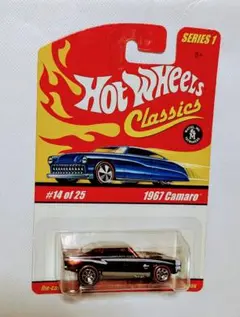 SERIES 1
Hot Wheels
Classics
#14 of 25
1967 Camaro